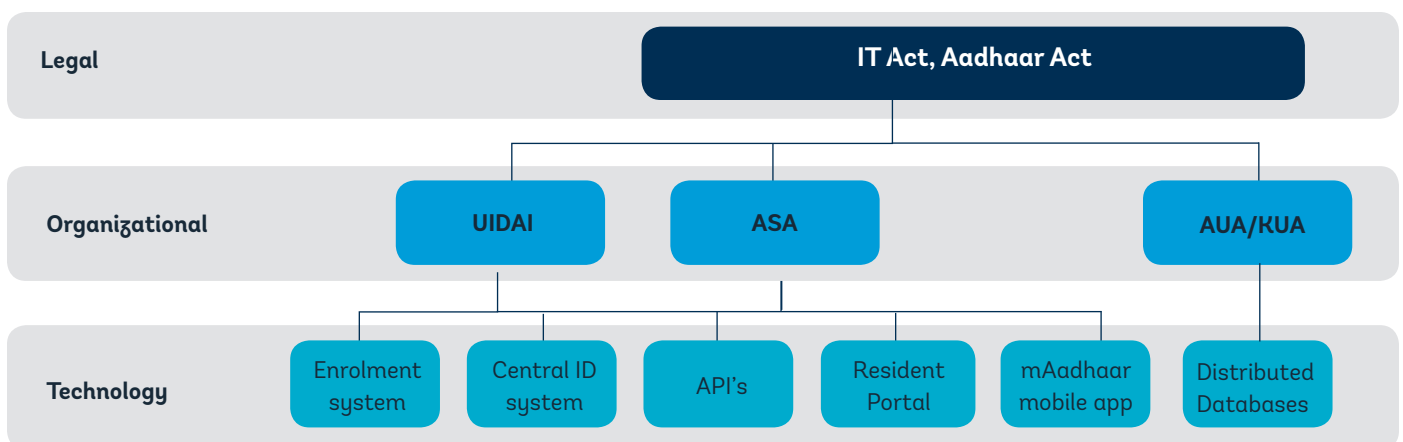 Legal
IT Act, Aadhaar Act
Organizational
UIDAI
ASA
AUA/KUA
Technology
Enrolment
system
Central ID
system
API's
Resident
Portal
mAadhaar
mobile app
Distributed
Databases